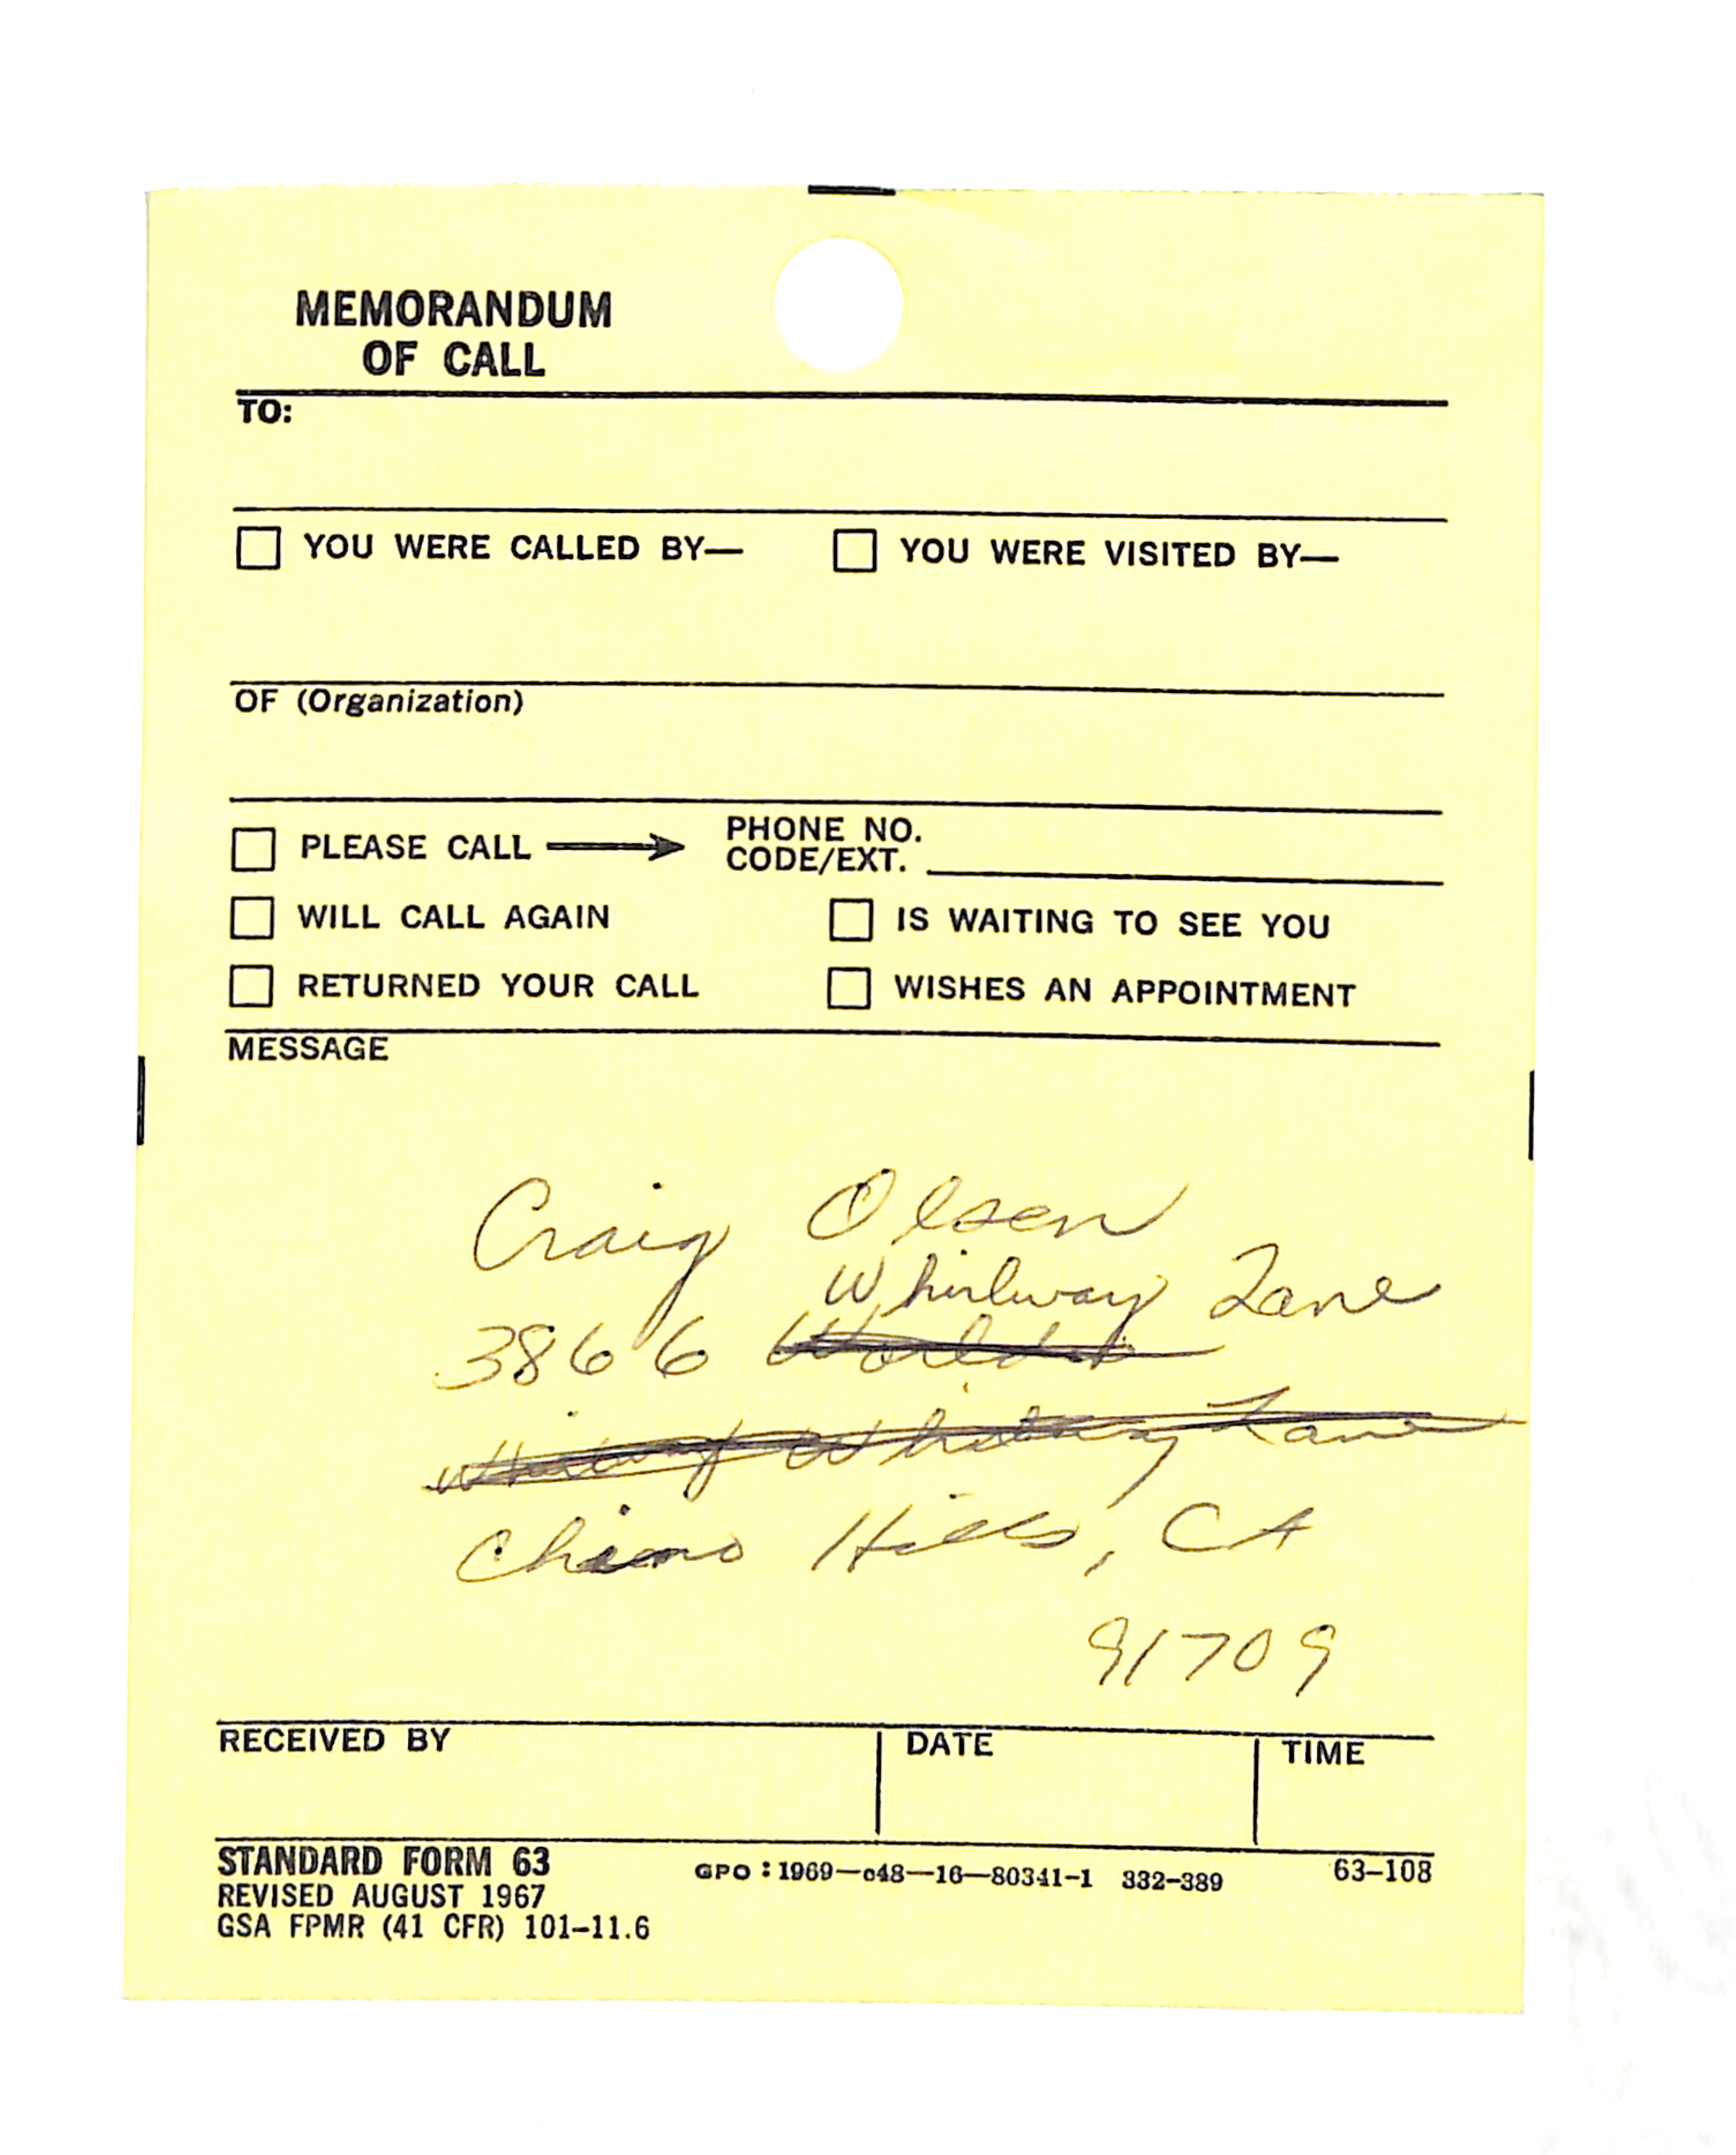 MEMORANDUM
OF CALL
TO:
YOU WERE CALLED BY— YOU WERE VISITED BY—
OF (Organization)
PLEASE CALL → PHONE NO.
CODE/EXT.
WILL CALL AGAIN IS WAITING TO SEE YOU
RETURNED YOUR CALL WISHES AN APPOINTMENT
MESSAGE
Craig Olsen
Whirlway Lane
3866
Lane
Chino Hills, CA
91709
RECEIVED BY DATE TIME
STANDARD FORM 63 GPO : 1969—c48—16—80341-1 332-389 63-108
REVISED AUGUST 1967
GSA FPMR (41 CFR) 101-11.6